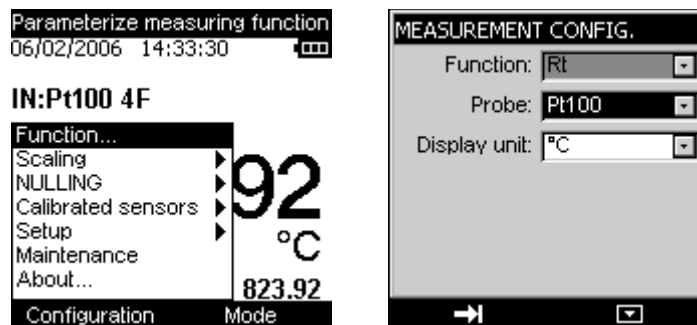 Parameterize measuring function
06/02/2006 14:33:30
IN:Pt100 4F
Function...
Scaling
NULLING
Calibrated sensors
Setup
Maintenance
About...
92
°C
823.92
Configuration Mode
MEASUREMENT CONFIG.
Function: Rt
Probe: Pt100
Display unit: °C